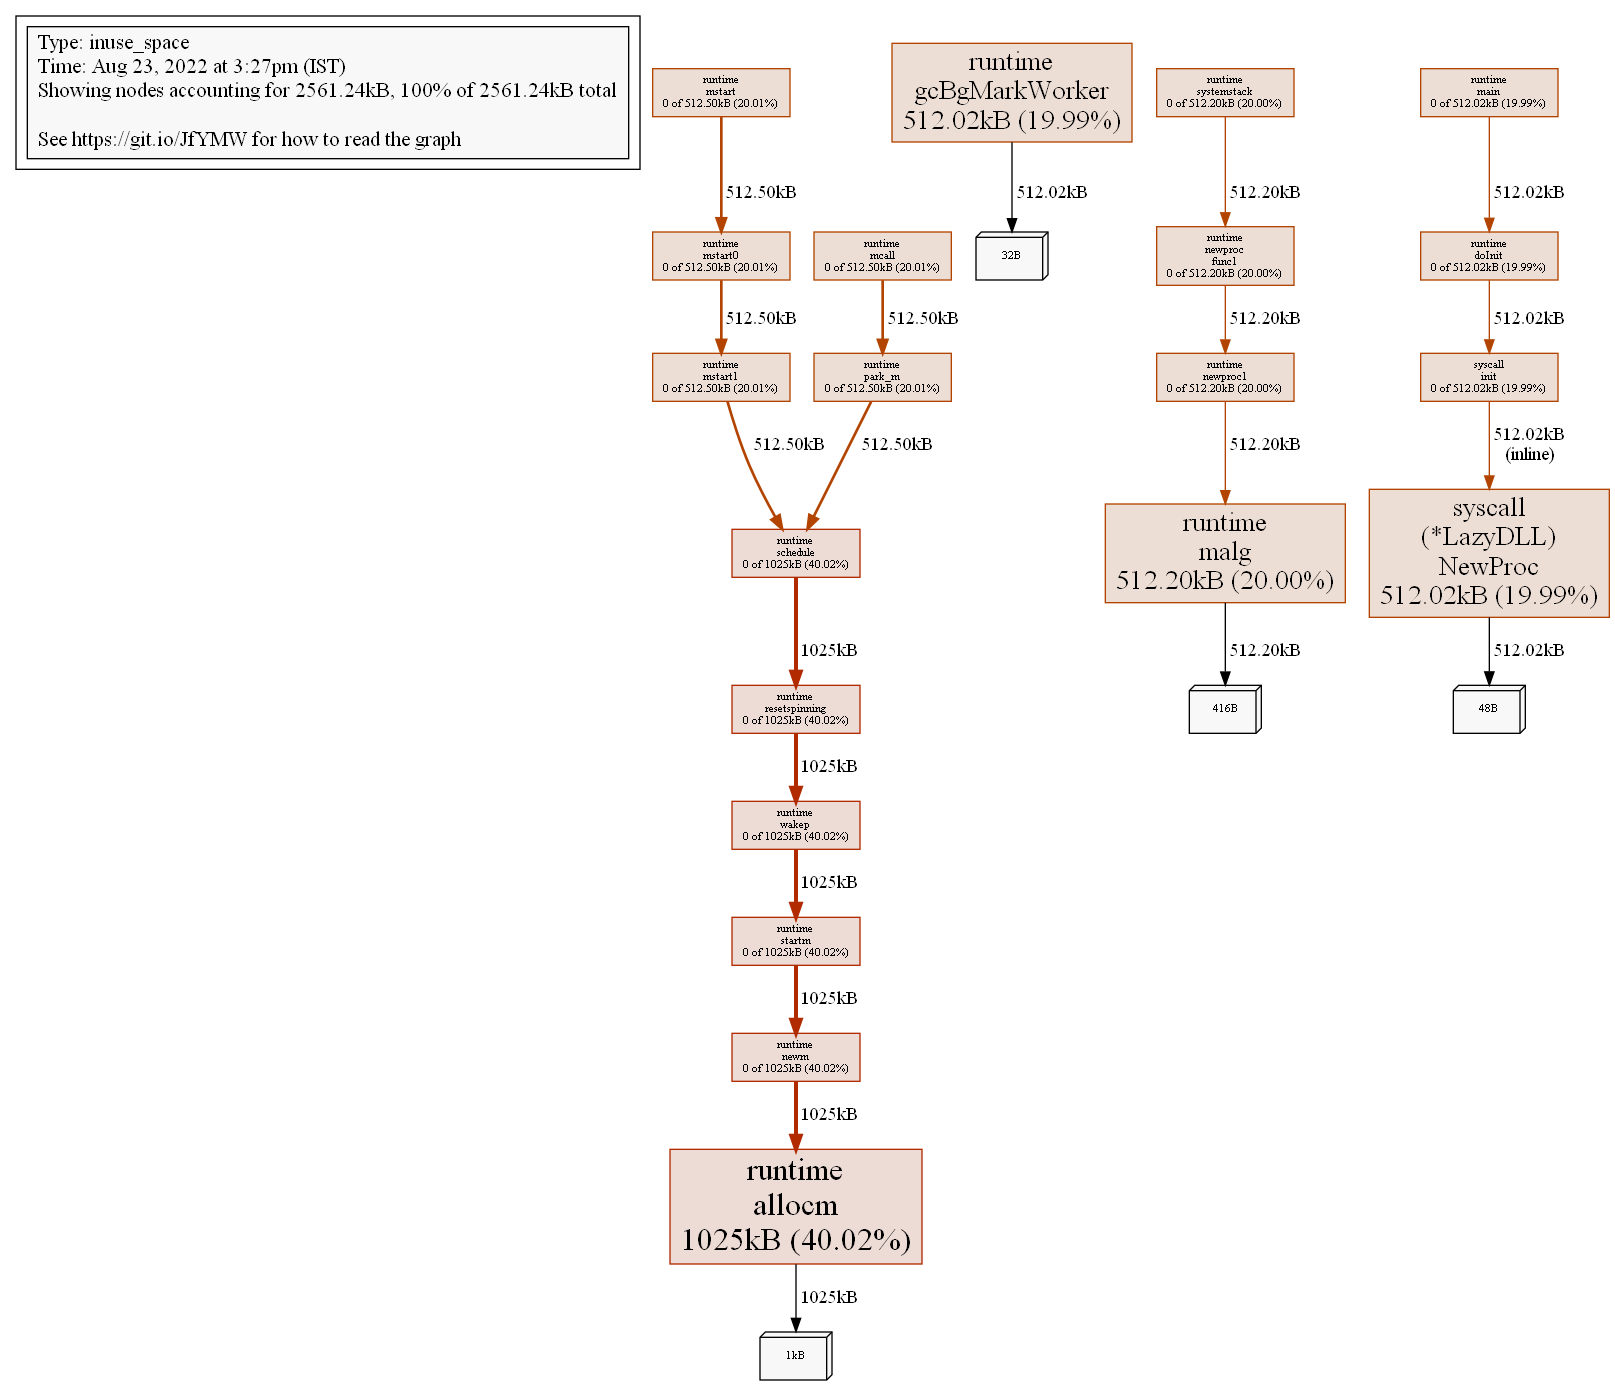 Type: inuse_space
Time: Aug 23, 2022 at 3:27pm (IST)
Showing nodes accounting for 2561.24kB, 100% of 2561.24kB total
See https://git.io/JfYMW for how to read the graph
runtime
mstart
0 of 512.50kB (20.01%)
512.50kB
runtime
mstart0
0 of 512.50kB (20.01%)
512.50kB
runtime
mstart1
0 of 512.50kB (20.01%)
512.50kB
runtime
mcall
0 of 512.50kB (20.01%)
512.50kB
runtime
park_m
0 of 512.50kB (20.01%)
512.50kB
runtime
schedule
0 of 1025kB (40.02%)
1025kB
runtime
resetspinning
0 of 1025kB (40.02%)
1025kB
runtime
wakep
0 of 1025kB (40.02%)
1025kB
runtime
startm
0 of 1025kB (40.02%)
1025kB
runtime
newm
0 of 1025kB (40.02%)
1025kB
runtime
allocm
1025kB (40.02%)
1025kB
1kB
runtime
gcBgMarkWorker
512.02kB (19.99%)
512.02kB
32B
runtime
systemstack
0 of 512.20kB (20.00%)
512.20kB
runtime
newproc
func1
0 of 512.20kB (20.00%)
512.20kB
runtime
newproc1
0 of 512.20kB (20.00%)
512.20kB
runtime
malg
512.20kB (20.00%)
512.20kB
416B
runtime
main
0 of 512.02kB (19.99%)
512.02kB
runtime
doInit
0 of 512.02kB (19.99%)
512.02kB
syscall
init
0 of 512.02kB (19.99%)
512.02kB
(inline)
syscall
(*LazyDLL)
NewProc
512.02kB (19.99%)
512.02kB
48B